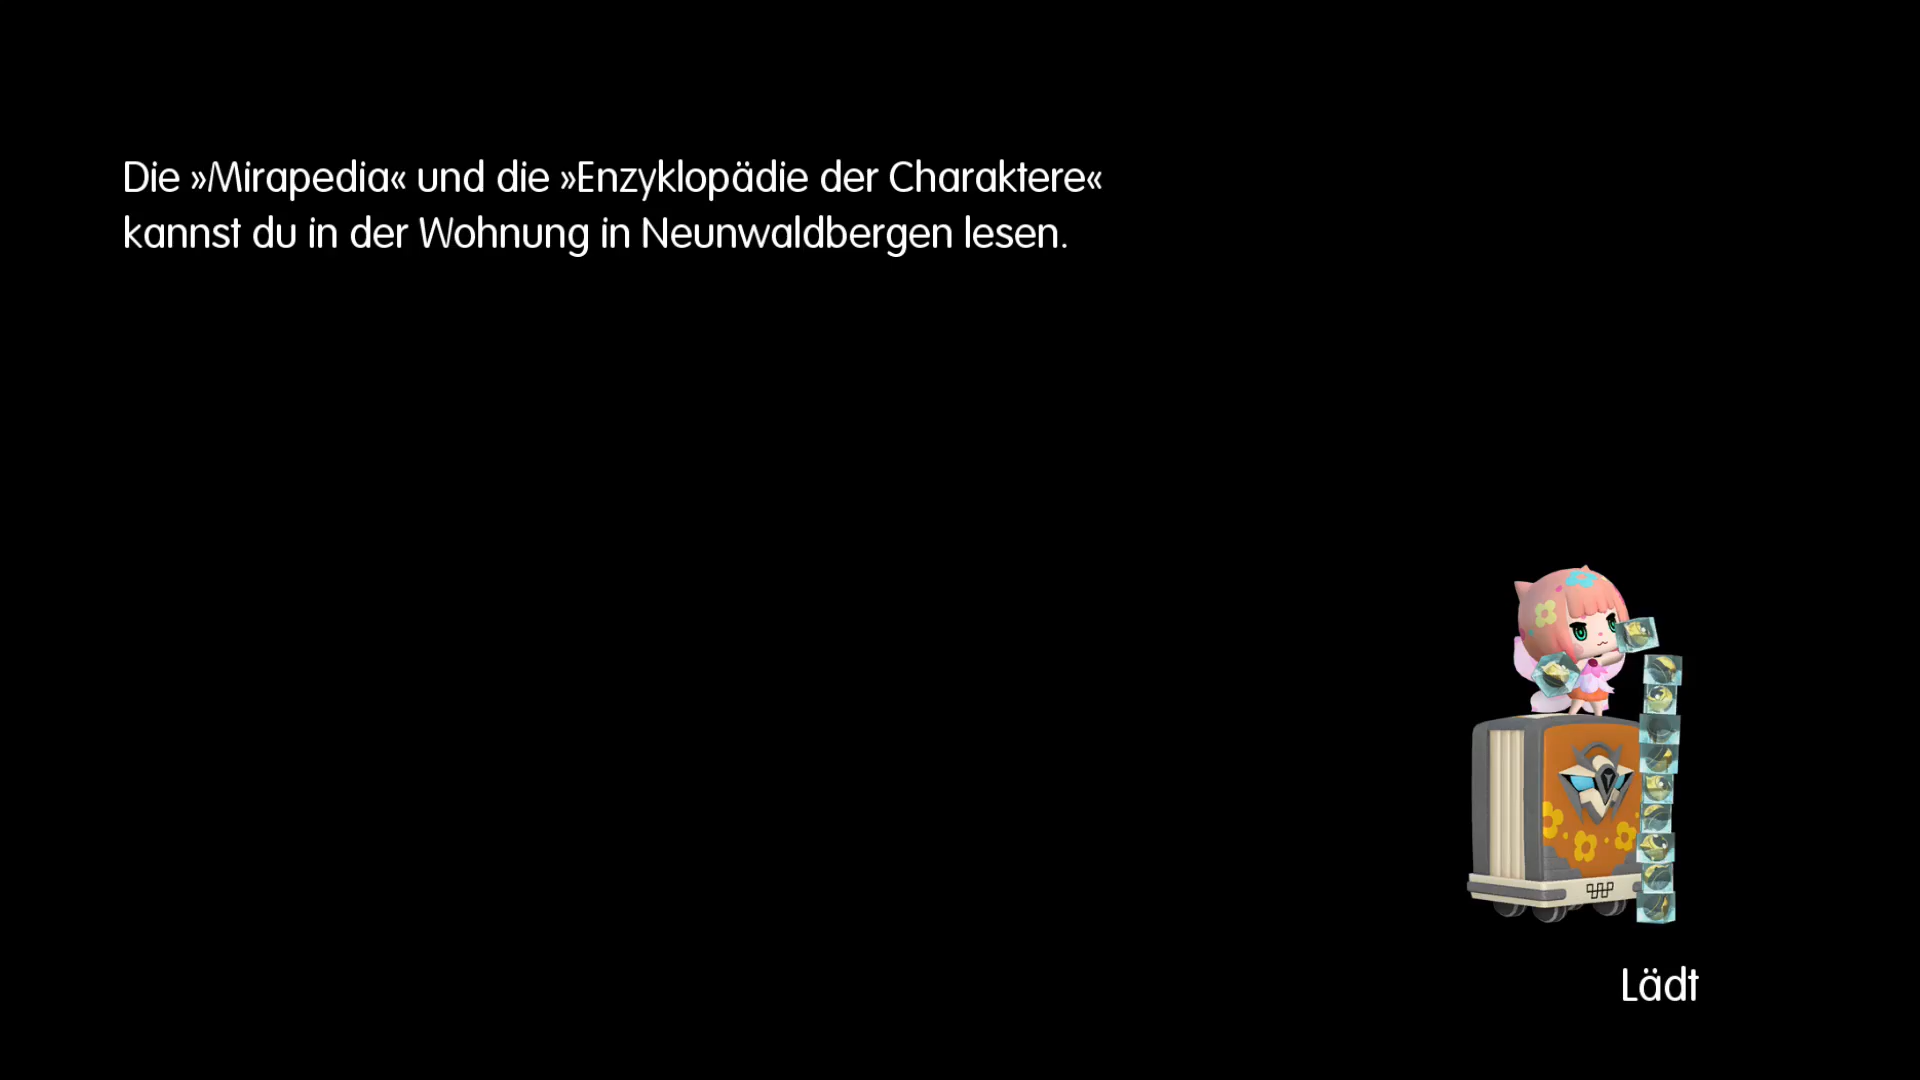 Die »Mirapedia« und die »Enzyklopädie der Charaktere«
kannst du in der Wohnung in Neunwaldbergen lesen.
Lädt